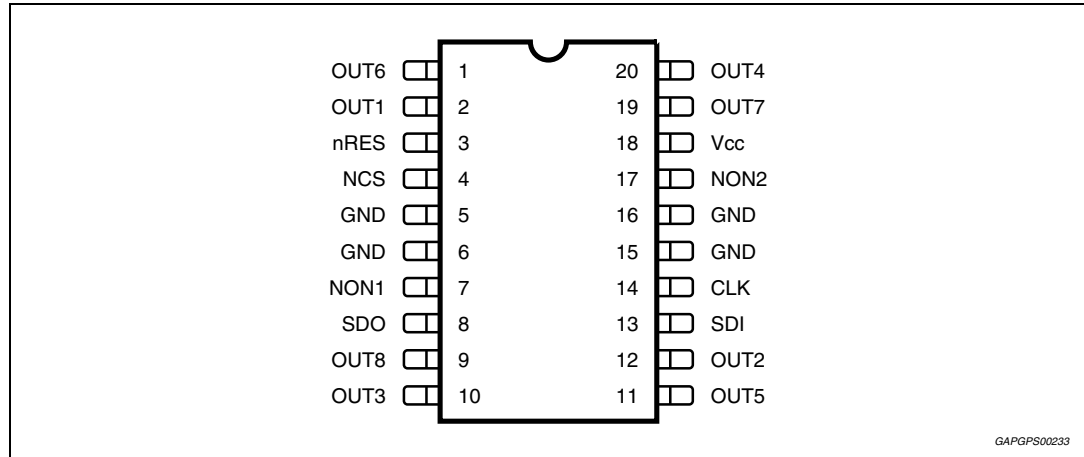 OUT6 1 20 OUT4
OUT1 2 19 OUT7
nRES 3 18 Vcc
NCS 4 17 NON2
GND 5 16 GND
GND 6 15 GND
NON1 7 14 CLK
SDO 8 13 SDI
OUT8 9 12 OUT2
OUT3 10 11 OUT5
GAPGPS00233